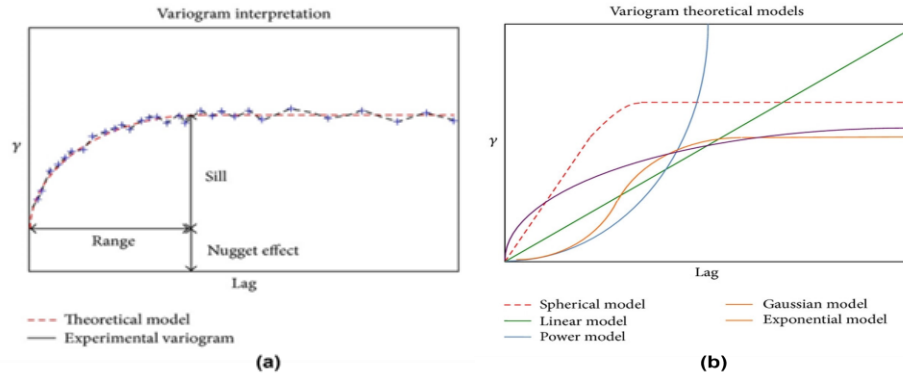 Variogram interpretation
γ
Sill
Range
Nugget effect
Lag
Theoretical model
Experimental variogram
(a)
Variogram theoretical models
γ
Lag
Spherical model
Linear model
Power model
Gaussian model
Exponential model
(b)